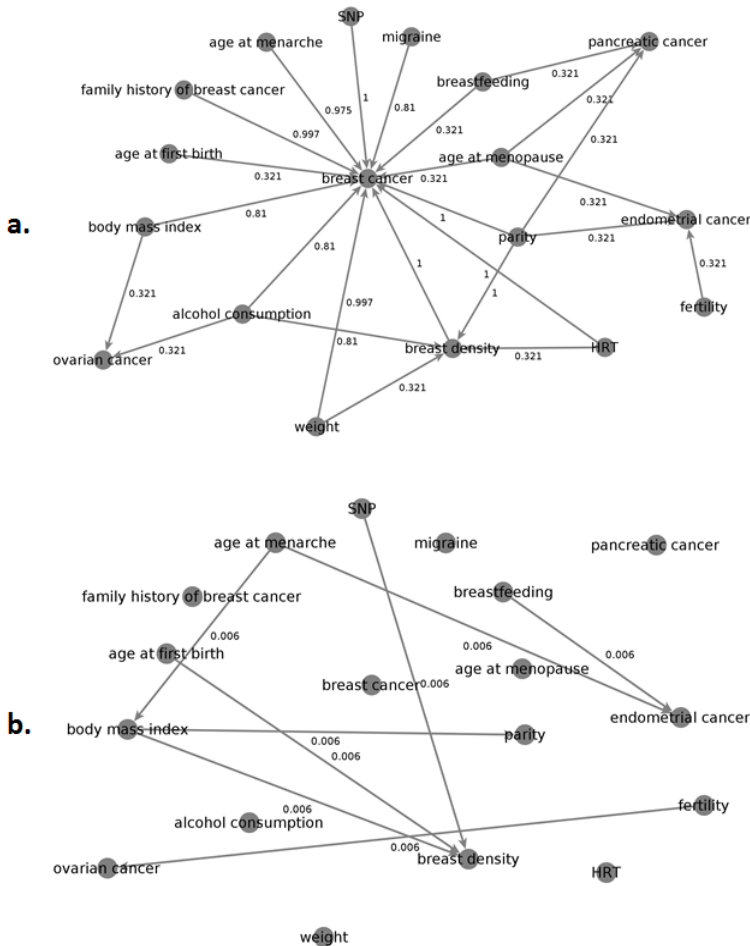 SNP
migraine
age at menarche
pancreatic cancer
0.321
breastfeeding
family history of breast cancer
0.975
1
0.81
0.321
0.997
0.321
0.321
age at first birth
age at menopause
0.321
breast cancer
0.321
0.321
0.81
1
endometrial cancer
a.
body mass index
parity
0.321
0.81
1
0.321
1
0.321
0.997
1
fertility
alcohol consumption
0.81
0.321
breast density
HRT
0.321
ovarian cancer
0.321
weight
SNP
age at menarche
migraine
pancreatic cancer
breastfeeding
family history of breast cancer
0.006
0.006
0.006
age at first birth
age at menopause
breast cancer
0.006
endometrial cancer
b.
body mass index
parity
0.006
0.006
0.006
fertility
alcohol consumption
0.006
breast density
ovarian cancer
HRT
weight